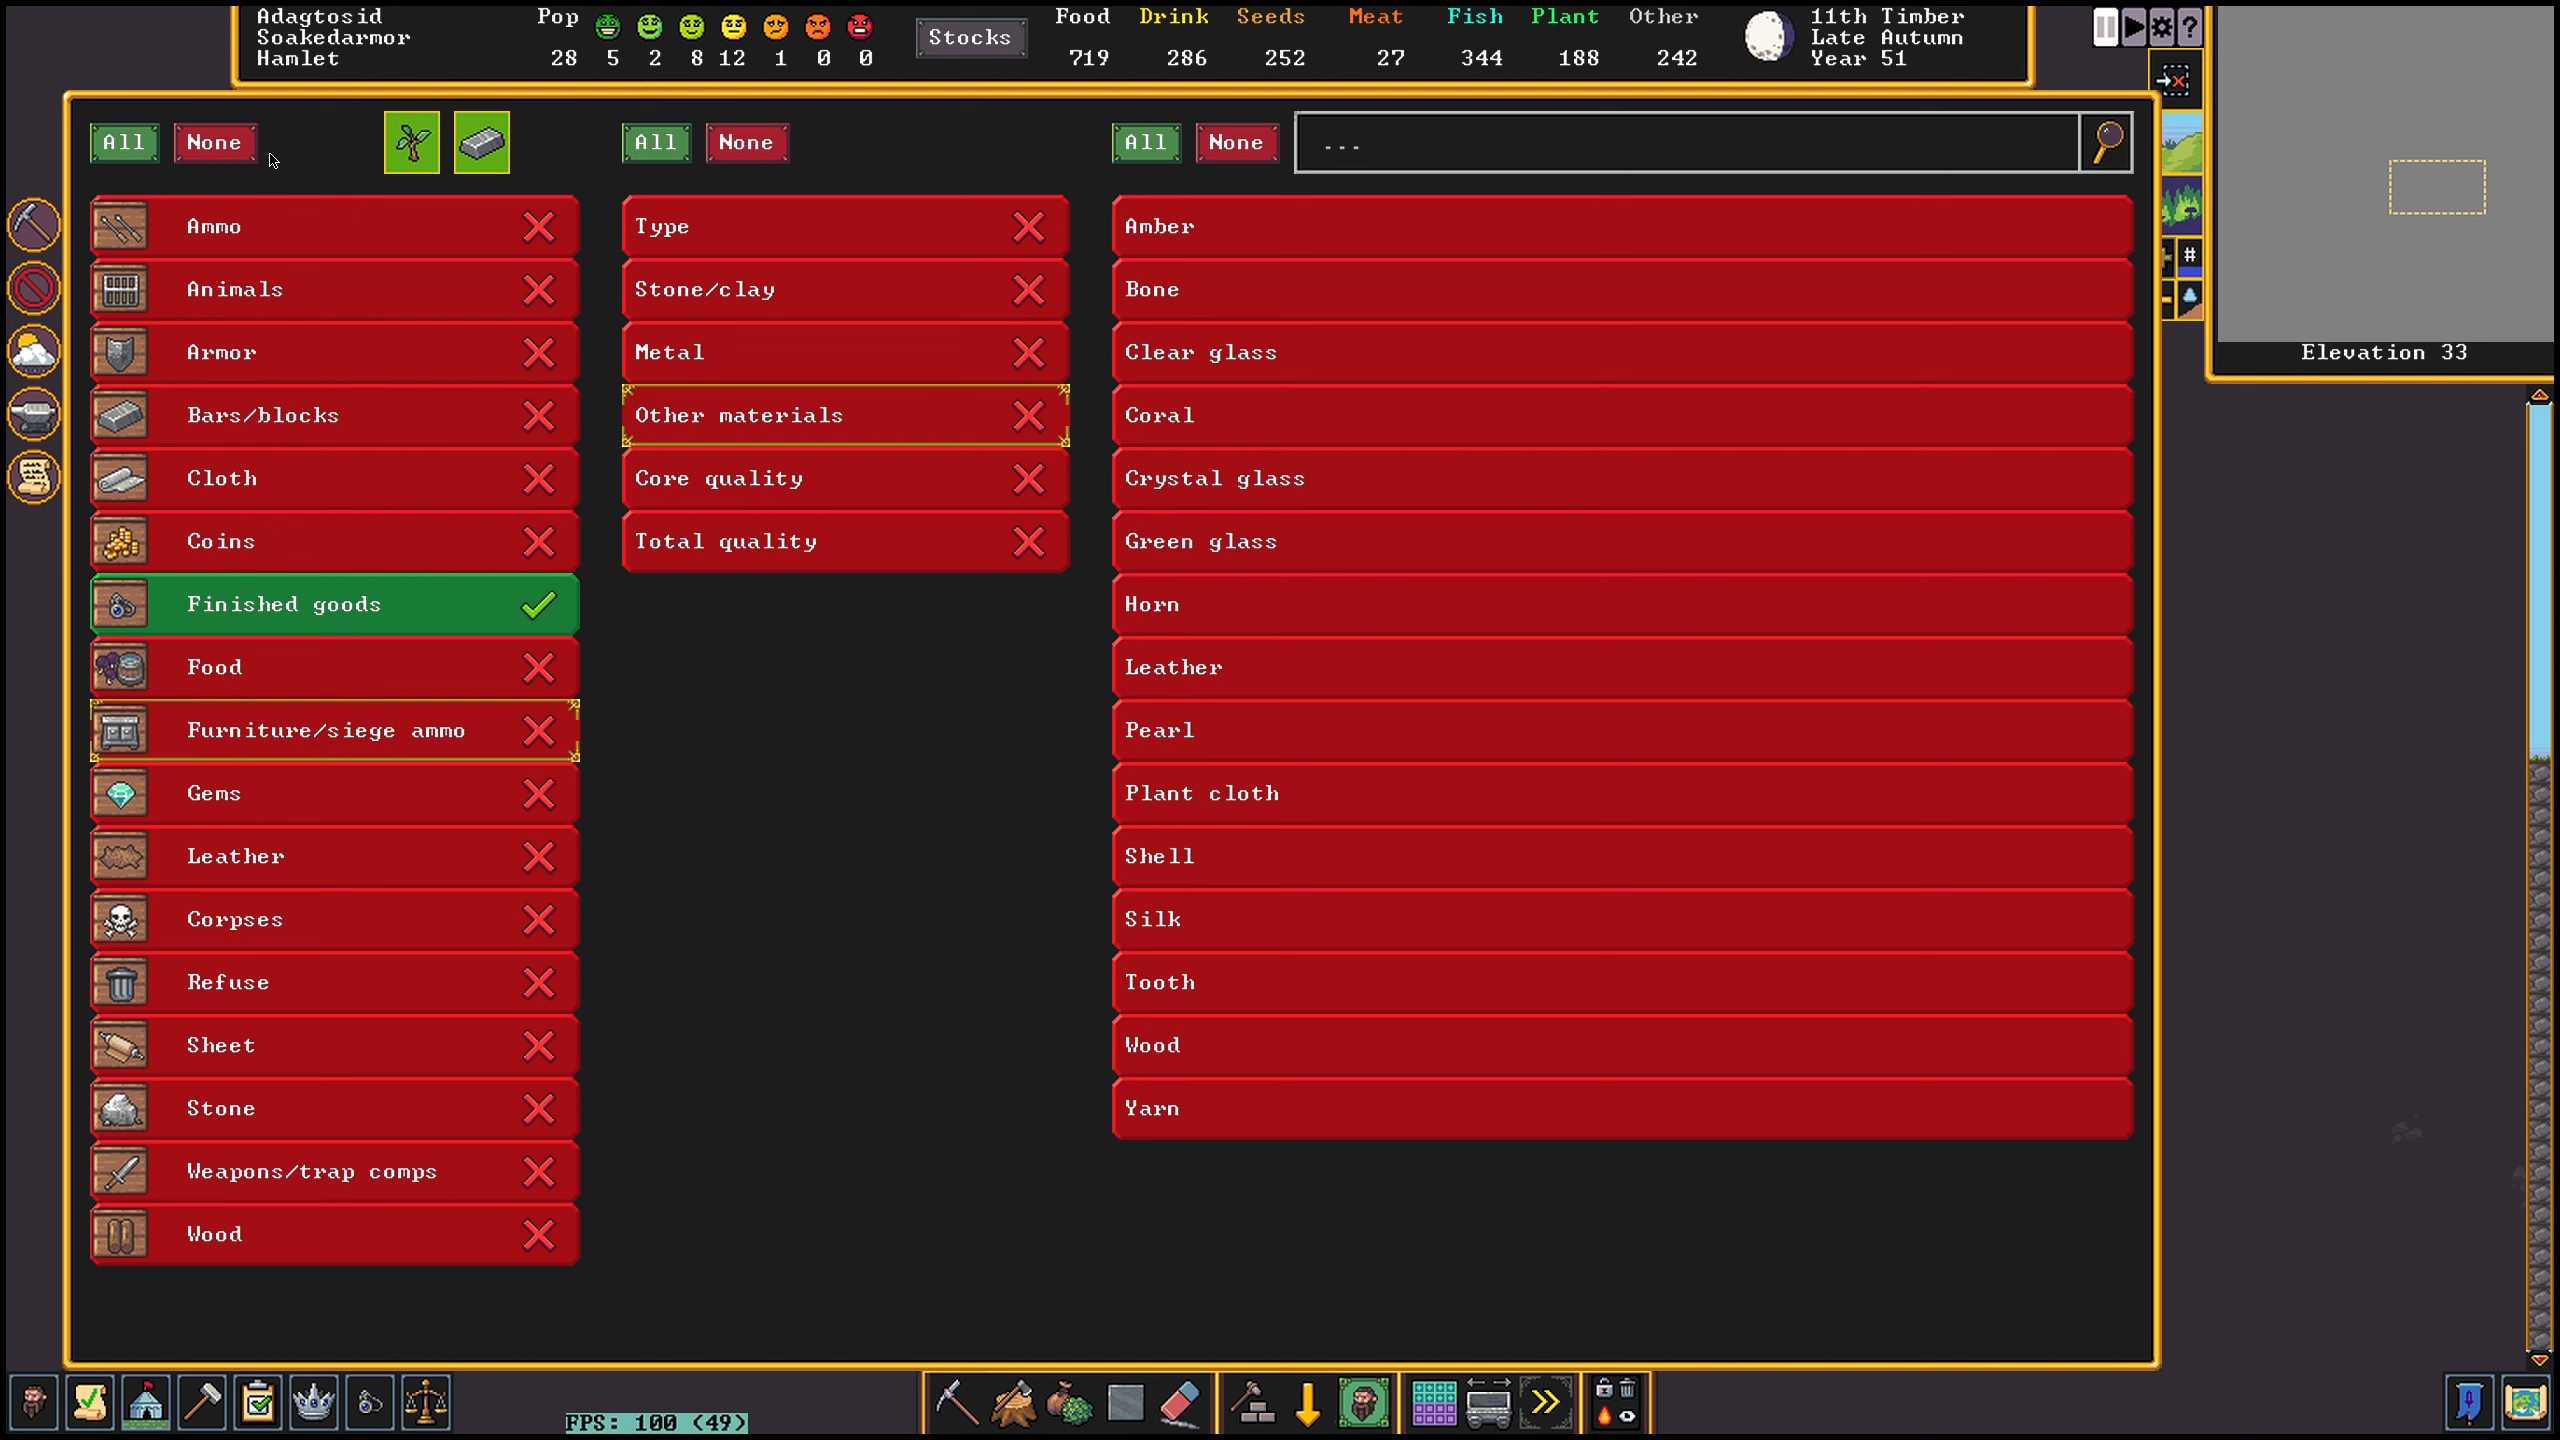 Adagtosid
Soakedarmor
Hamlet
Pop
28 5 2 8 12 1 0 0
Stocks
Food Drink Seeds Meat Fish Plant Other
719 286 252 27 344 188 242
11th Timber
Late Autumn
Year 51
?
All None
All None
All None
...
Ammo
Animals
Armor
Bars/blocks
Cloth
Coins
Finished goods
Food
Furniture/siege ammo
Gems
Leather
Corpses
Refuse
Sheet
Stone
Weapons/trap comps
Wood
Type
Stone/clay
Metal
Other materials
Core quality
Total quality
Amber
Bone
Clear glass
Coral
Crystal glass
Green glass
Horn
Leather
Pearl
Plant cloth
Shell
Silk
Tooth
Wood
Yarn
#
Elevation 33
FPS: 100 (49)